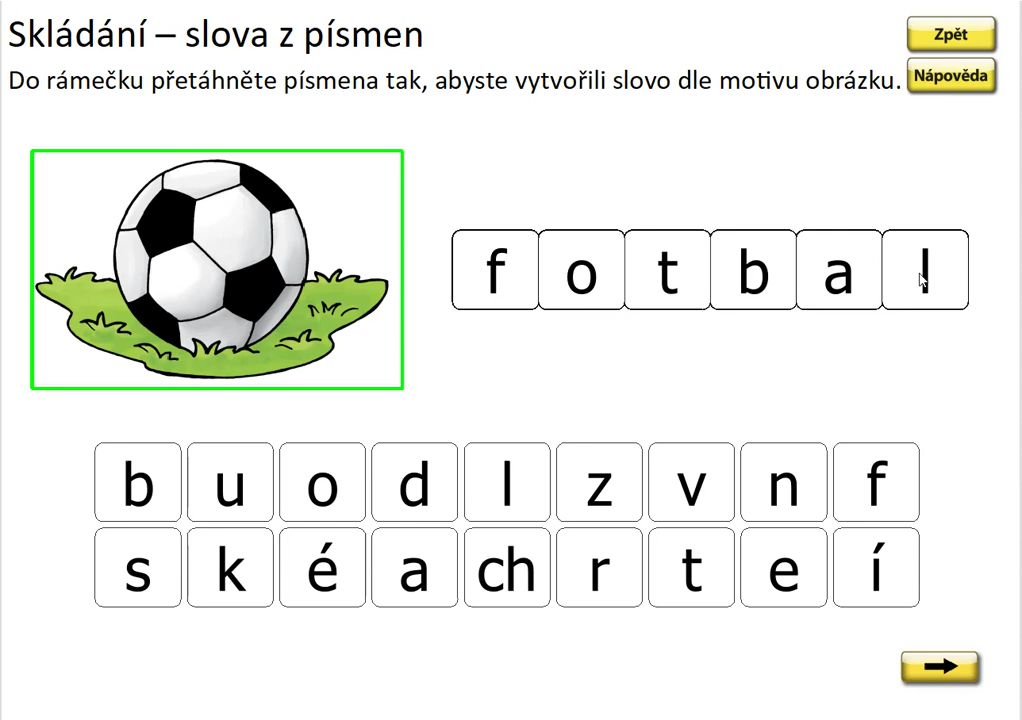 Skládání – slova z písmen
Zpět
Do rámečku přetáhněte písmena tak, abyste vytvořili slovo dle motivu obrázku.
Nápověda
f o t b a l
b u o d l z v n f
s k é a ch r t e í